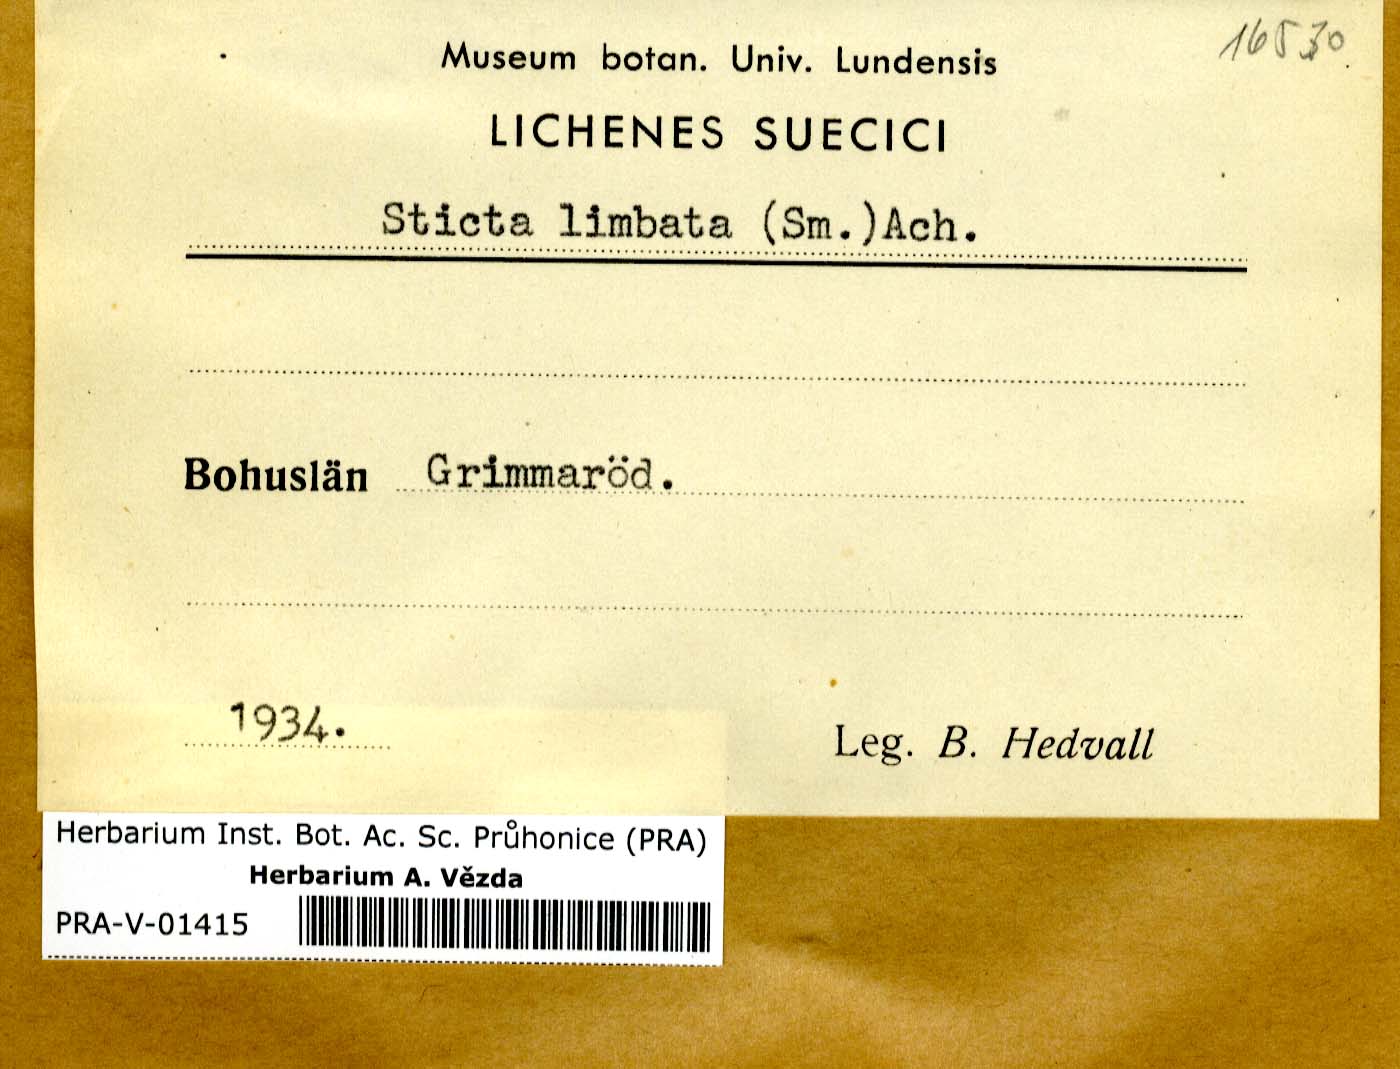 16530
Museum botan. Univ. Lundensis
LICHENES SUECICI
Sticta limbata (Sm.)Ach.
Bohuslän Grimmaröd.
1934.
Leg. B. Hedvall
Herbarium Inst. Bot. Ac. Sc. Průhonice (PRA)
Herbarium A. Vězda
PRA-V-01415